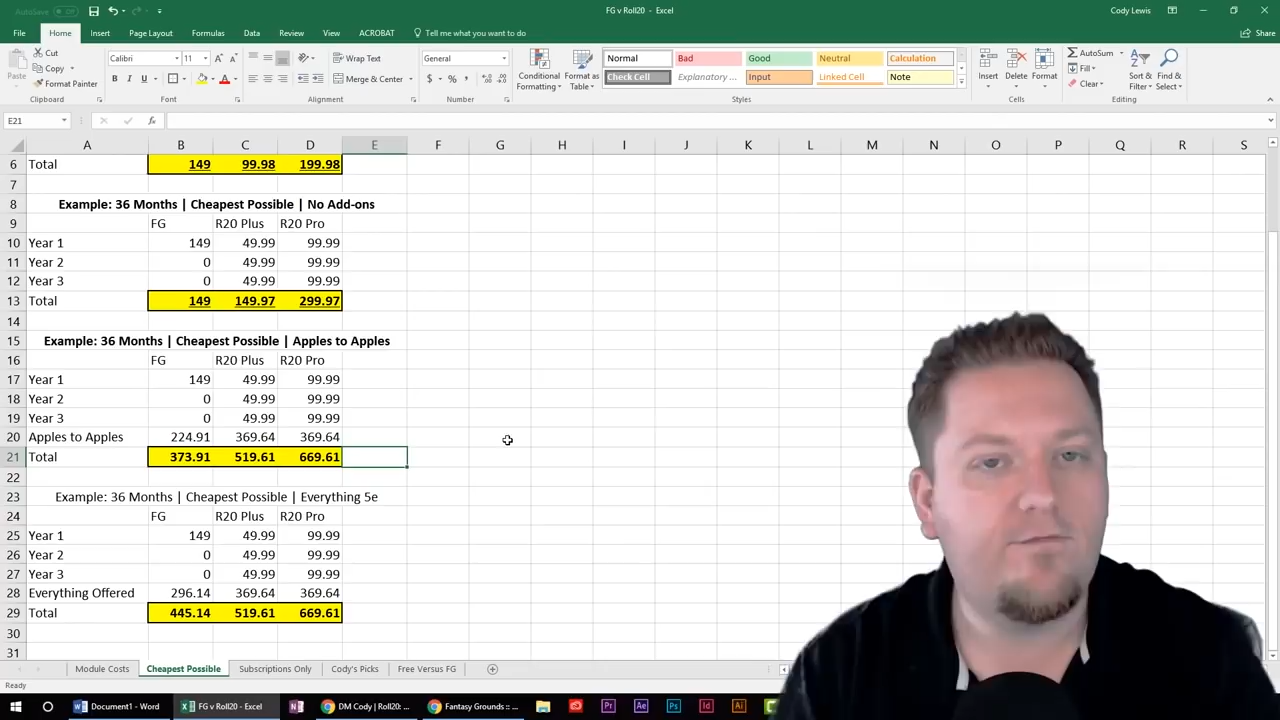 AutoSave
FG v Roll20 - Excel
Cody Lewis
File Home Insert Page Layout Formulas Data Review View ACROBAT Tell me what you want to do Share
Paste
Cut
Copy
Format Painter
Clipboard
Calibri 11
B I U
Font
Wrap Text
Merge & Center
Alignment
General
$ % ,
Number
Conditional Formatting
Format as Table
Normal Bad Good Neutral Calculation
Check Cell Explanatory ... Input Linked Cell Note
Styles
Insert Delete Format
Cells
AutoSum
Fill
Clear
Sort & Filter
Find & Select
Editing
E21
fx
A B C D E F G H I J K L M N O P Q R S
6 Total 149 99.98 199.98
7
8 Example: 36 Months | Cheapest Possible | No Add-ons
9 FG R20 Plus R20 Pro
10 Year 1 149 49.99 99.99
11 Year 2 0 49.99 99.99
12 Year 3 0 49.99 99.99
13 Total 149 149.97 299.97
14
15 Example: 36 Months | Cheapest Possible | Apples to Apples
16 FG R20 Plus R20 Pro
17 Year 1 149 49.99 99.99
18 Year 2 0 49.99 99.99
19 Year 3 0 49.99 99.99
20 Apples to Apples 224.91 369.64 369.64
21 Total 373.91 519.61 669.61
22
23 Example: 36 Months | Cheapest Possible | Everything 5e
24 FG R20 Plus R20 Pro
25 Year 1 149 49.99 99.99
26 Year 2 0 49.99 99.99
27 Year 3 0 49.99 99.99
28 Everything Offered 296.14 369.64 369.64
29 Total 445.14 519.61 669.61
30
31
Module Costs Cheapest Possible Subscriptions Only Cody's Picks Free Versus FG
Ready
Document1 - Word FG v Roll20 - Excel DM Cody | Roll20: ... Fantasy Grounds :: ... Pr Ae Ps Id Ai